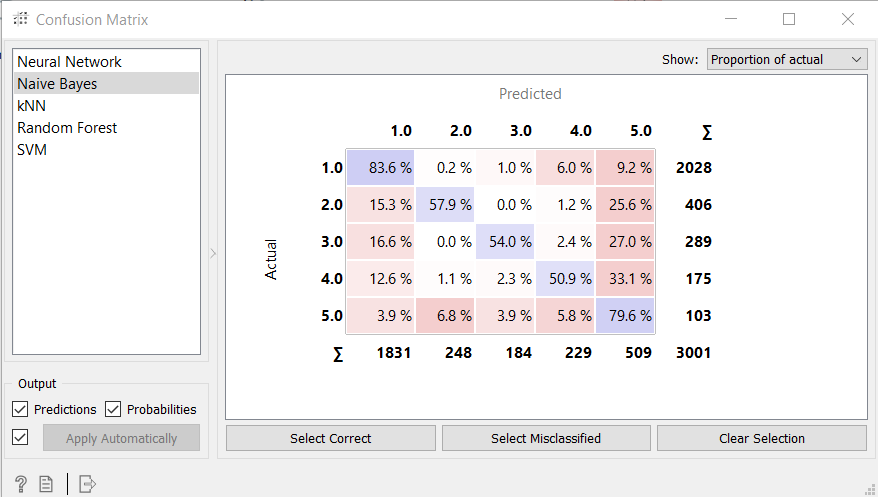 Confusion Matrix
Neural Network
Naive Bayes
kNN
Random Forest
SVM
Output
Predictions Probabilities
Apply Automatically
Show: Proportion of actual
Predicted
1.0 2.0 3.0 4.0 5.0 ∑
Actual
1.0 83.6 % 0.2 % 1.0 % 6.0 % 9.2 % 2028
2.0 15.3 % 57.9 % 0.0 % 1.2 % 25.6 % 406
3.0 16.6 % 0.0 % 54.0 % 2.4 % 27.0 % 289
4.0 12.6 % 1.1 % 2.3 % 50.9 % 33.1 % 175
5.0 3.9 % 6.8 % 3.9 % 5.8 % 79.6 % 103
∑ 1831 248 184 229 509 3001
Select Correct Select Misclassified Clear Selection
?